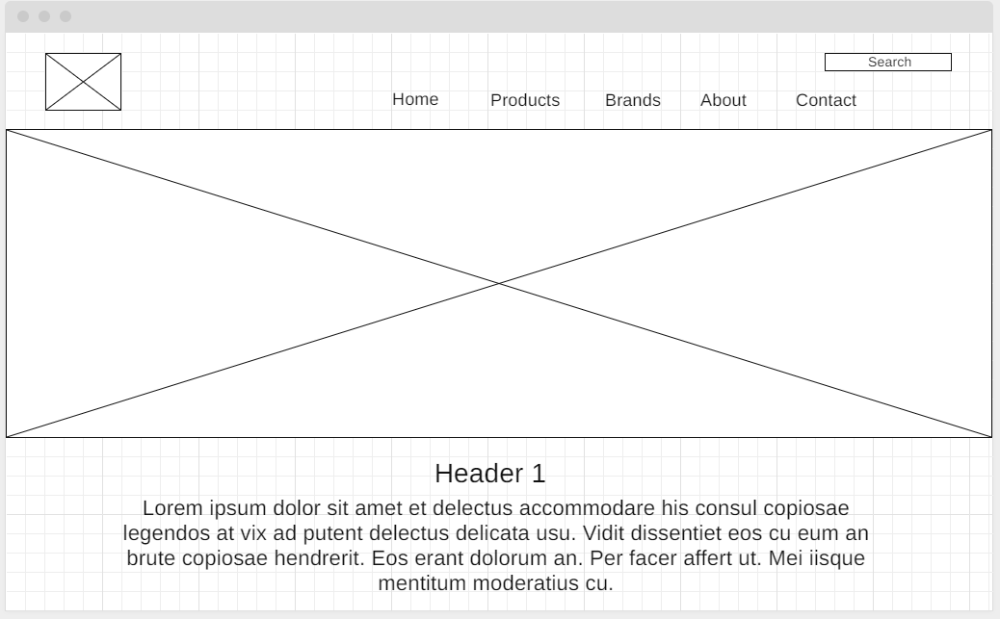 Search
Home Products Brands About Contact
Header 1
Lorem ipsum dolor sit amet et delectus accommodare his consul copiosae
legendos at vix ad putent delectus delicata usu. Vidit dissentiet eos cu eum an
brute copiosae hendrerit. Eos erant dolorum an. Per facer affert ut. Mei iisque
mentitum moderatius cu.